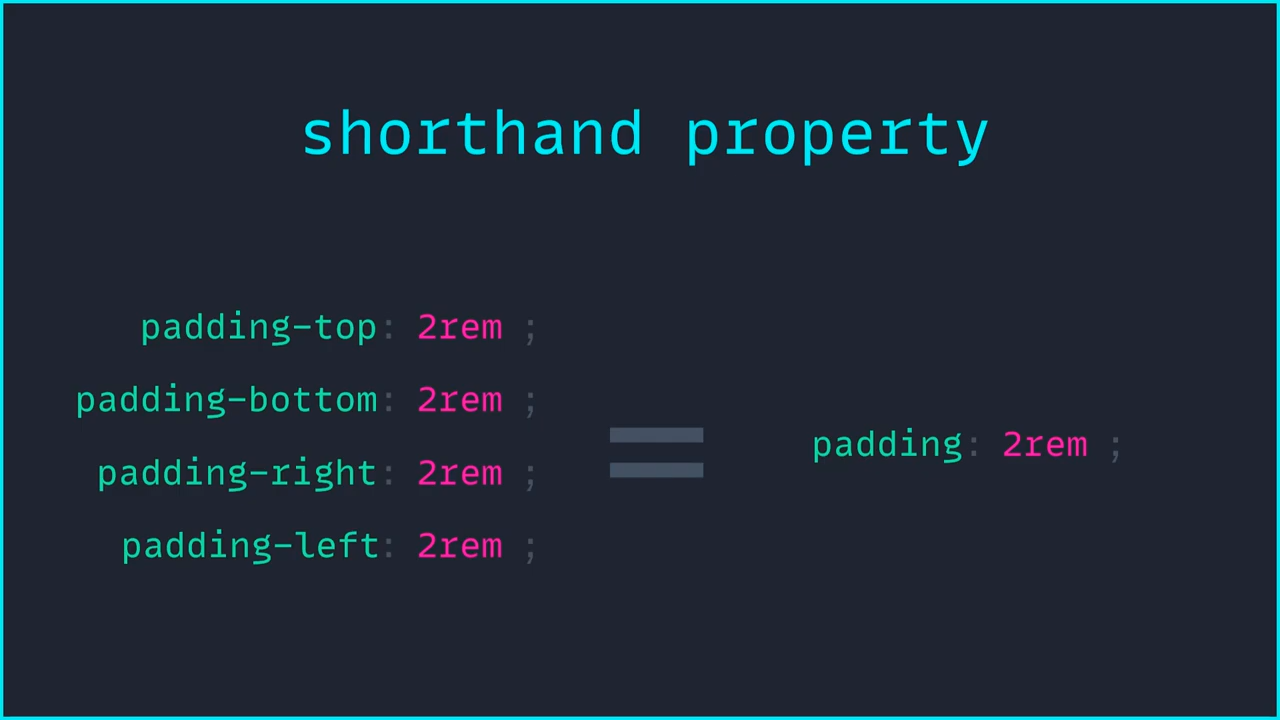 shorthand property
padding-top: 2rem ;
padding-bottom: 2rem ;
padding-right: 2rem ;
padding-left: 2rem ;
=
padding: 2rem ;